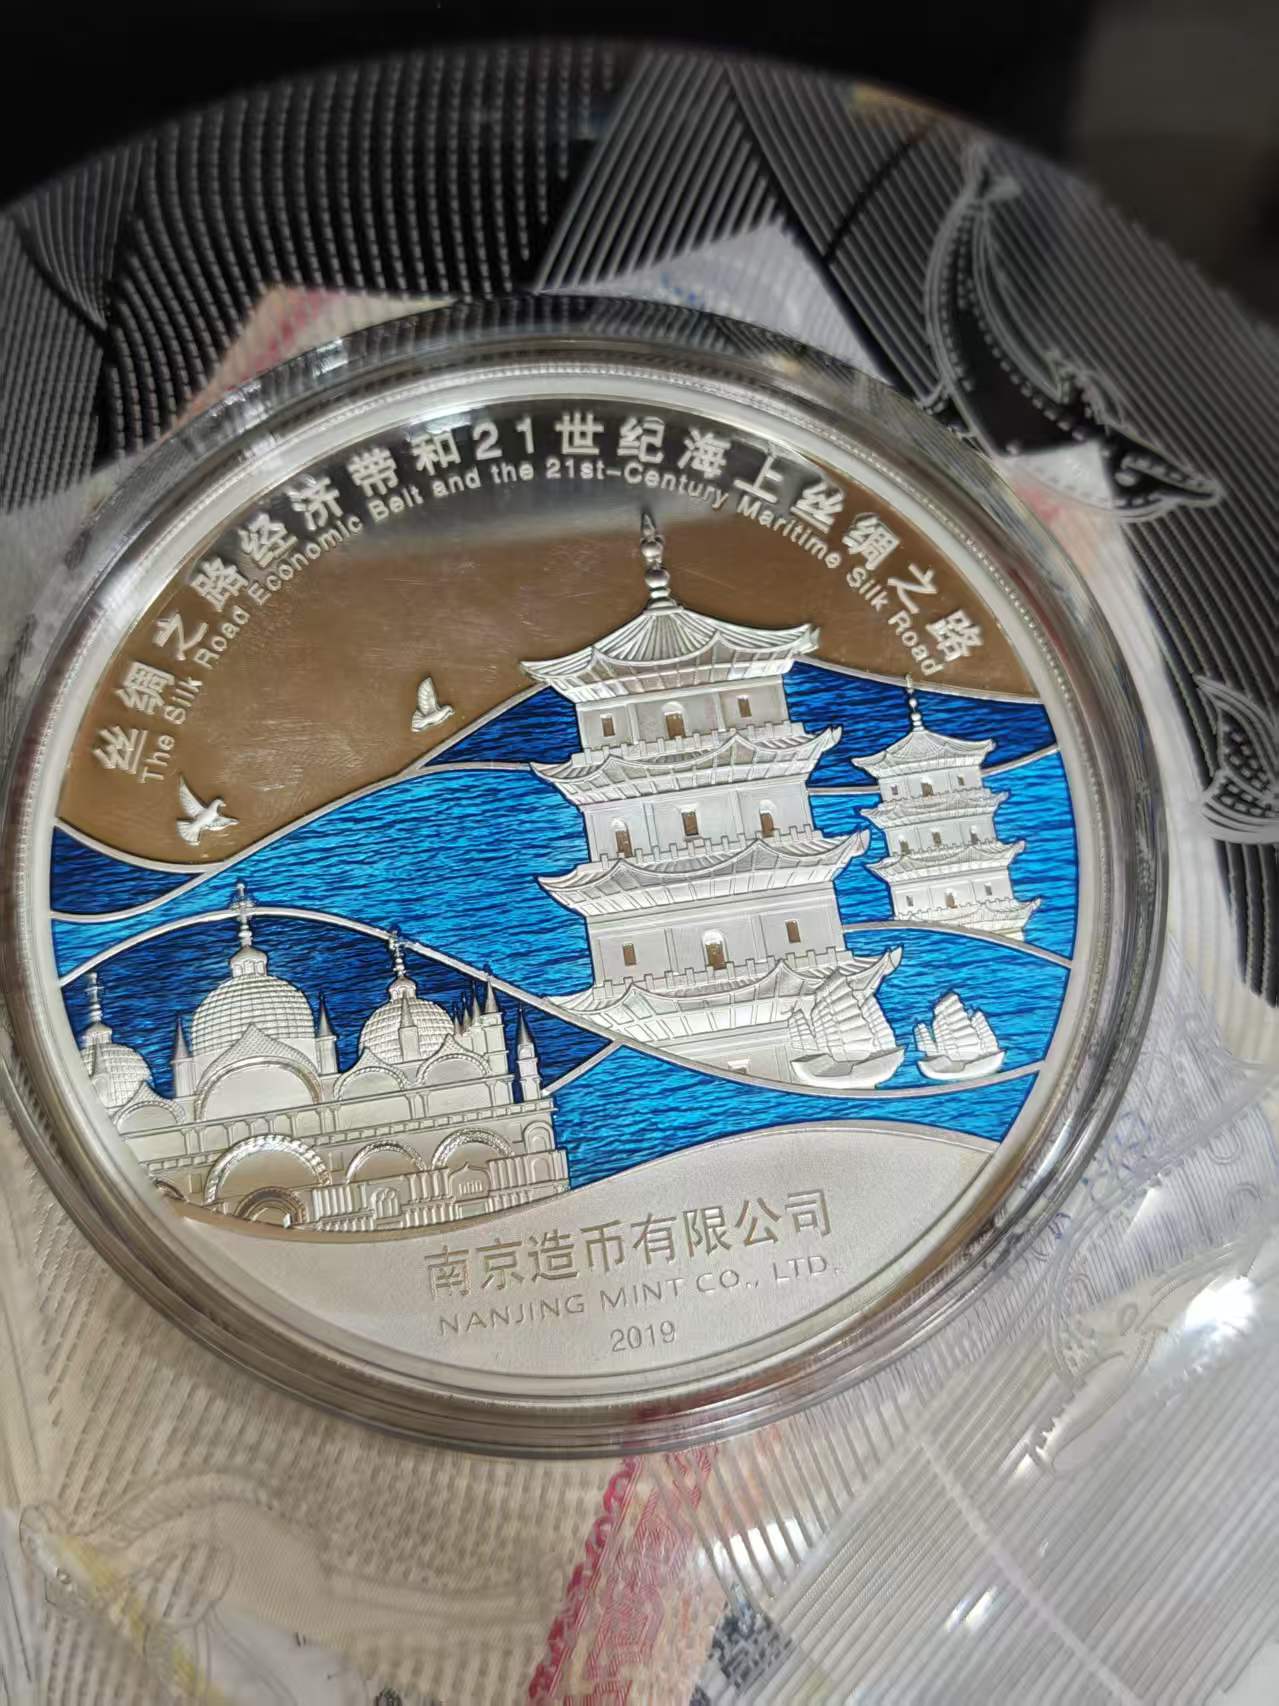 丝绸之路经济带和21世纪海上丝绸之路
The Silk Road Economic Belt and the 21st-Century Maritime Silk Road
南京造币有限公司
NANJING MINT CO., LTD.
2019